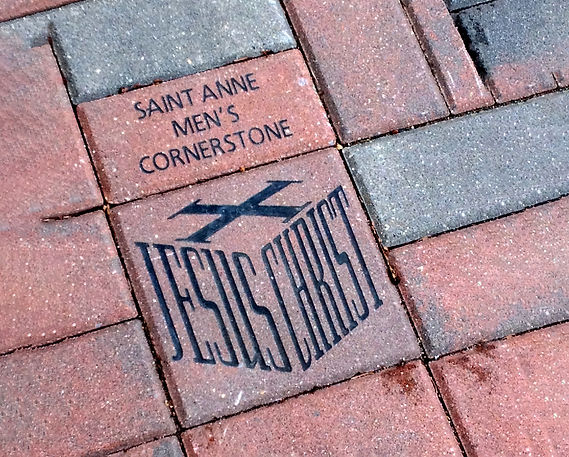 SAINT ANNE
MEN'S
CORNERSTONE
JESUS CHRIST